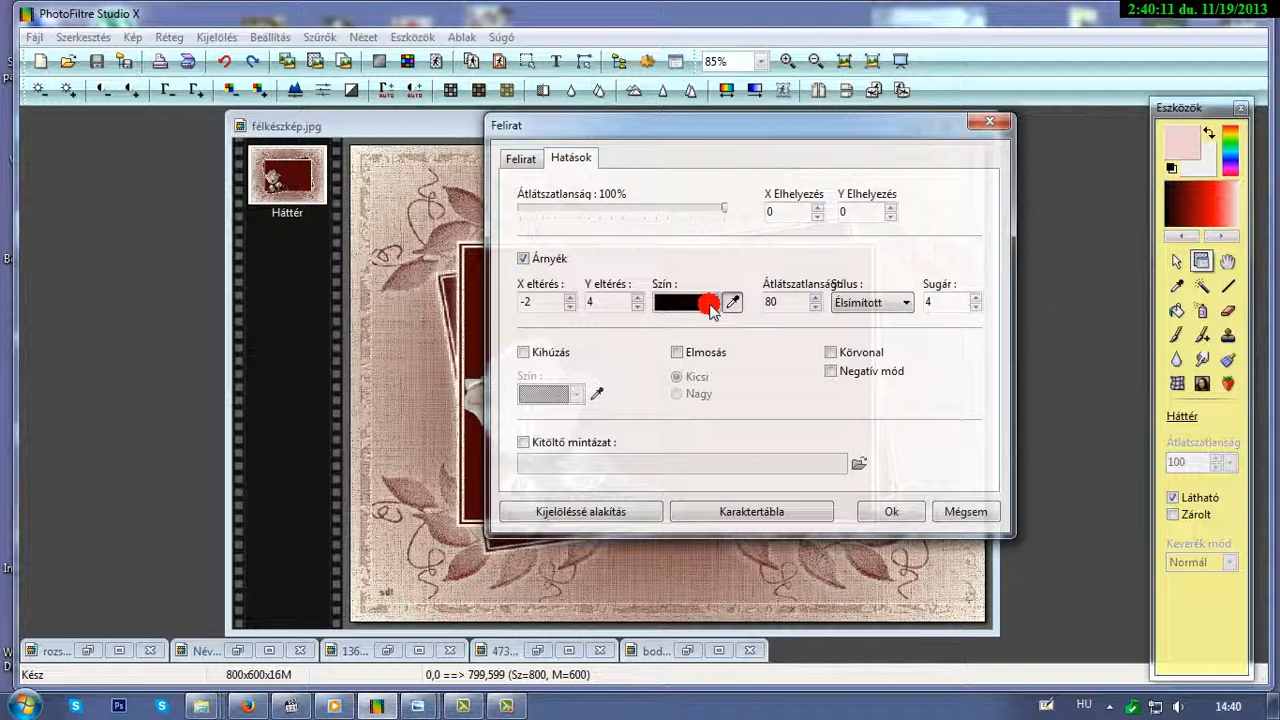 2:40:11 du. 11/19/2013
PhotoFiltre Studio X
Fájl Szerkesztés Kép Réteg Kijelölés Beállítás Szűrők Nézet Eszközök Ablak Súgó
85%
AUTO AUTO
félkészkép.jpg
Háttér
Felirat
Felirat Hatások
Átlátszatlanság : 100% X Elhelyezés Y Elhelyezés
0 0
Árnyék
X eltérés : Y eltérés : Szín : Átlátszatlanság Stílus : Sugár :
-2 4 80 Élsímított 4
Kihúzás Elmosás Körvonal
Szín : Kicsi Negatív mód
Nagy
Kitöltő mintázat :
Kijelöléssé alakítás Karaktertábla Ok Mégsem
Eszközök
Háttér
Átlátszatlanság
100
Látható
Zárolt
Keverék mód
Normál
rozs... Név... 136... 473... bod...
Kész 800x600x16M 0,0 ==> 799,599 (Sz=800, M=600)
HU 14:40